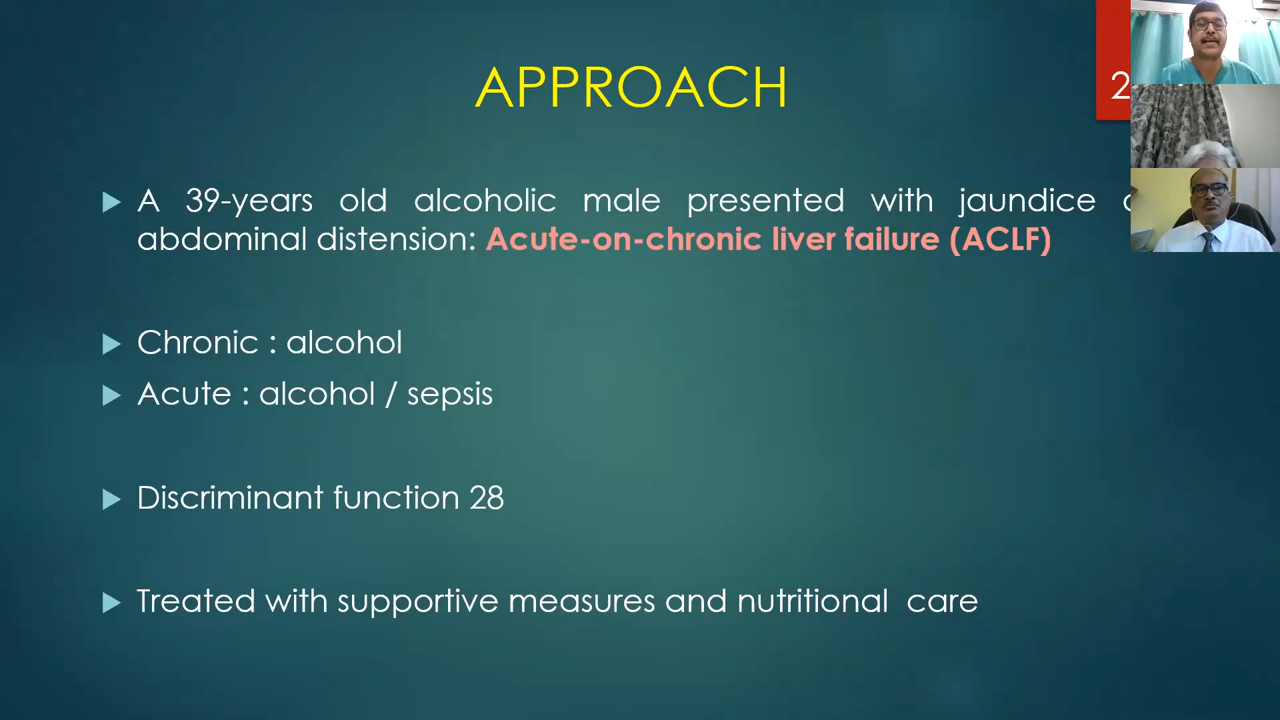 APPROACH
2
A 39-years old alcoholic male presented with jaundice
abdominal distension: Acute-on-chronic liver failure (ACLF)
Chronic : alcohol
Acute : alcohol / sepsis
Discriminant function 28
Treated with supportive measures and nutritional care